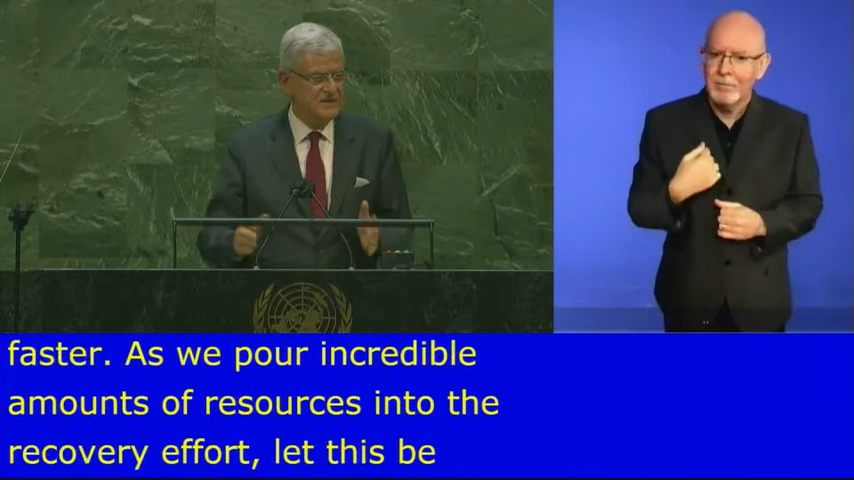 faster. As we pour incredible
amounts of resources into the
recovery effort, let this be